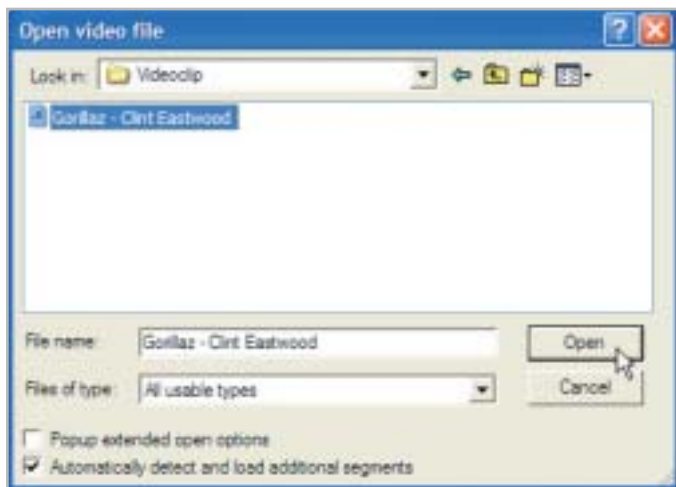 Open video file
Look in: Videoclip
Gorillaz - Clint Eastwood
File name: Gorillaz - Clint Eastwood Open
Files of type: All usable types Cancel
Popup extended open options
Automatically detect and load additional segments